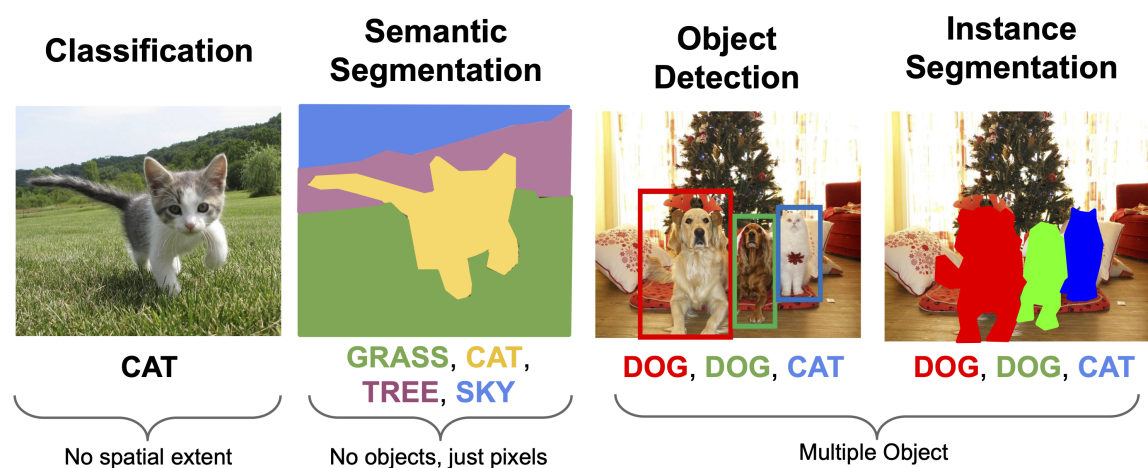 Classification
Semantic
Segmentation
Object
Detection
Instance
Segmentation
CAT
GRASS, CAT,
TREE, SKY
DOG, DOG, CAT
DOG, DOG, CAT
No spatial extent
No objects, just pixels
Multiple Object